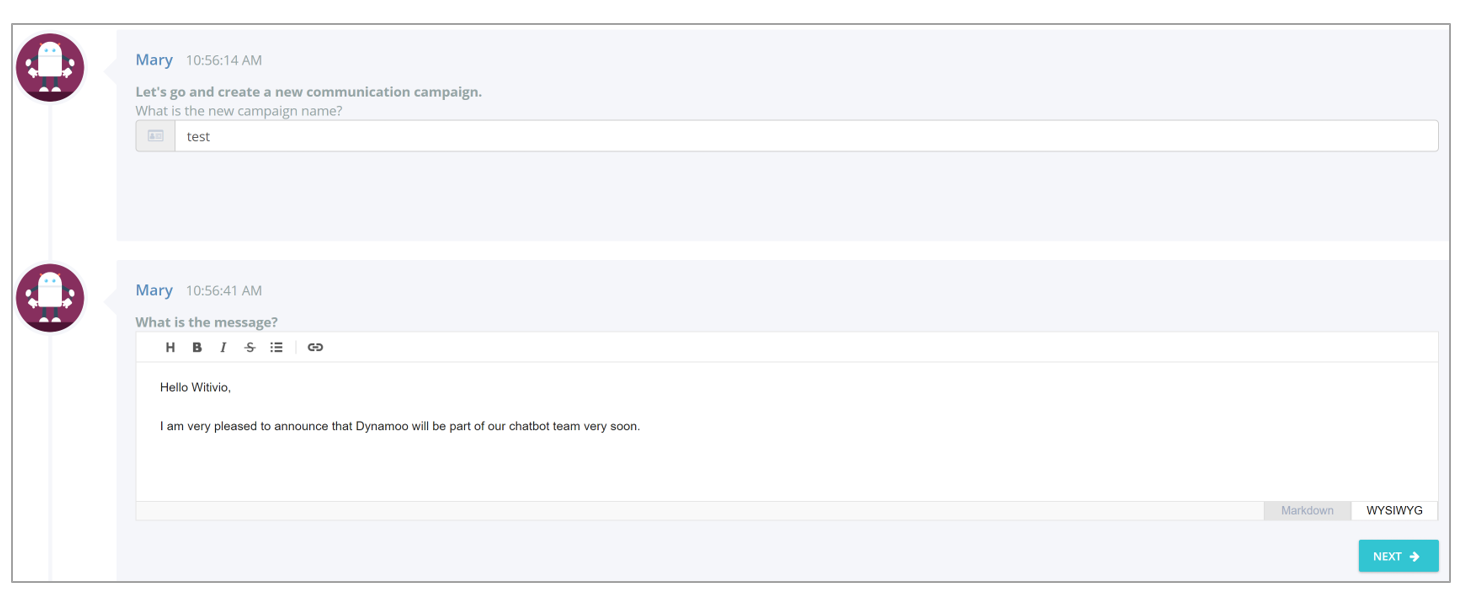 Mary 10:56:14 AM
Let's go and create a new communication campaign.
What is the new campaign name?
test
Mary 10:56:41 AM
What is the message?
H B I S
Hello Witivio,
I am very pleased to announce that Dynamoo will be part of our chatbot team very soon.
Markdown WYSIWYG
NEXT